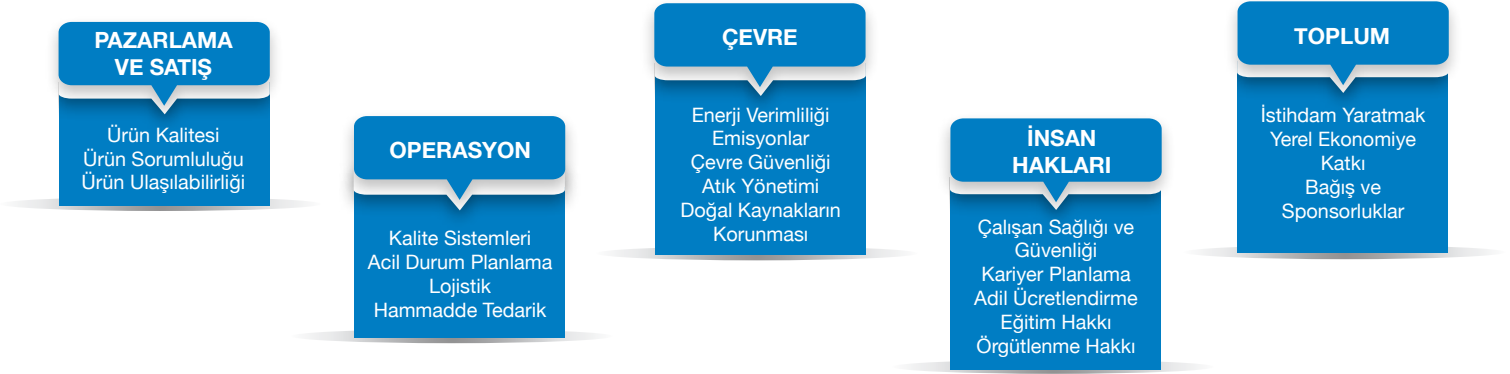 PAZARLAMA
VE SATIŞ
Ürün Kalitesi
Ürün Sorumluluğu
Ürün Ulaşılabilirliği
OPERASYON
Kalite Sistemleri
Acil Durum Planlama
Lojistik
Hammadde Tedarik
ÇEVRE
Enerji Verimliliği
Emisyonlar
Çevre Güvenliği
Atık Yönetimi
Doğal Kaynakların
Korunması
İNSAN
HAKLARI
Çalışan Sağlığı ve
Güvenliği
Kariyer Planlama
Adil Ücretlendirme
Eğitim Hakkı
Örgütlenme Hakkı
TOPLUM
İstihdam Yaratmak
Yerel Ekonomiye
Katkı
Bağış ve
Sponsorluklar